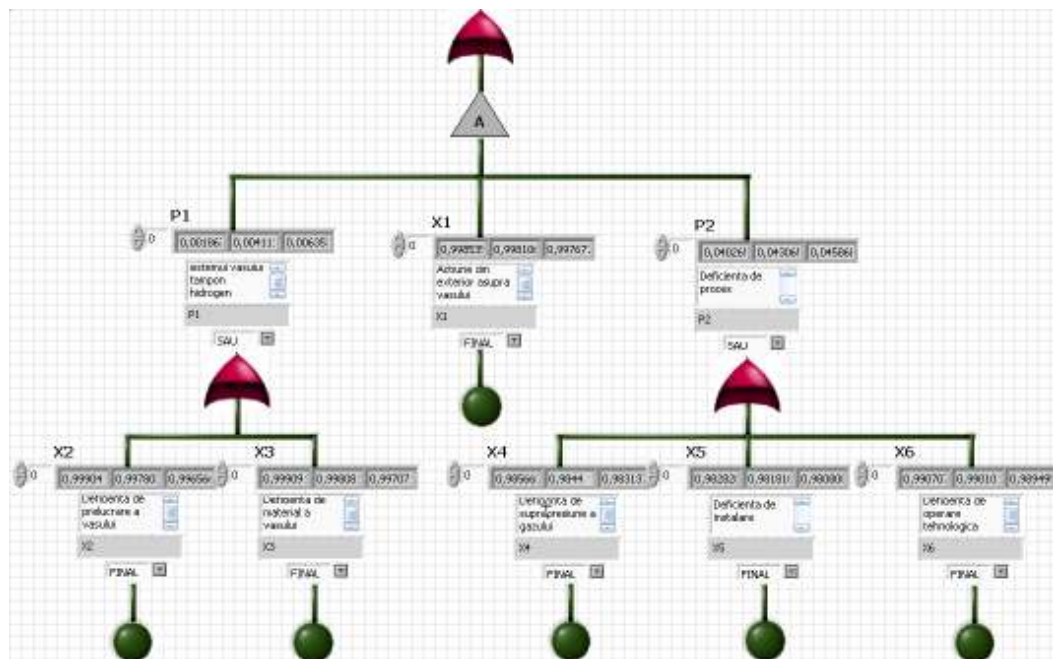 A
P1
X1
P2
0
0,00186
0,00411
0,00635
0
0,9981
0,99767
0
0,04026
0,04306
0,04586
sistemul vasului
tampon
hidrogen
Actiune din
exterior asupra
vasului
Deficienta de
proces
P1
X1
P2
SAU
FINAL
SAU
X2
X3
X4
X5
X6
0
0,99904
0,99780
0,99656
0
0,99909
0,99808
0,99707
0
0,98566
0,9844
0,98313
0
0,98282
0,98181
0,98080
0
0,99070
0,99010
0,98949
Deficienta de
prelucrare a
vasului
Deficienta de
material a
vasului
Deficienta de
suprapresiune a
gazului
Deficienta de
instalare
Deficienta de
operare
tehnologica
X2
X3
X4
X5
X6
FINAL
FINAL
FINAL
FINAL
FINAL